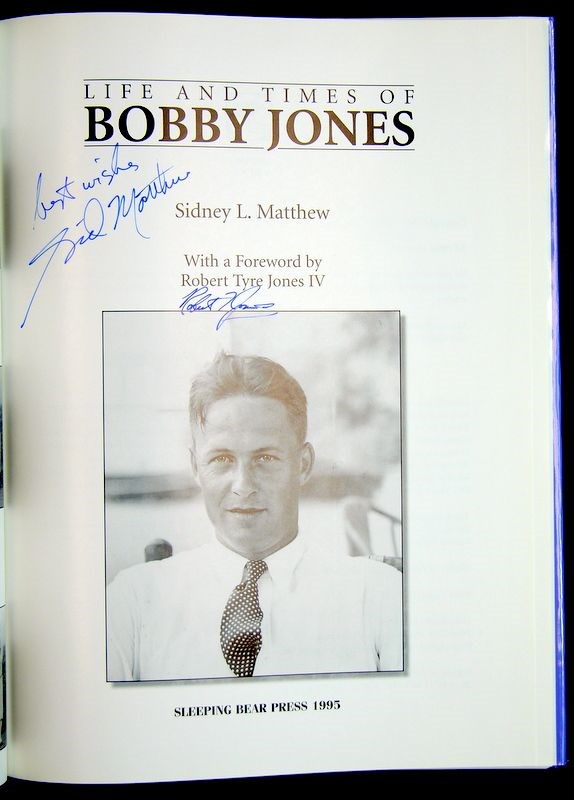 LIFE AND TIMES OF
BOBBY JONES
best wishes
Sid Matthew
Sidney L. Matthew
With a Foreword by
Robert Tyre Jones IV
Robert T Jones
SLEEPING BEAR PRESS 1995